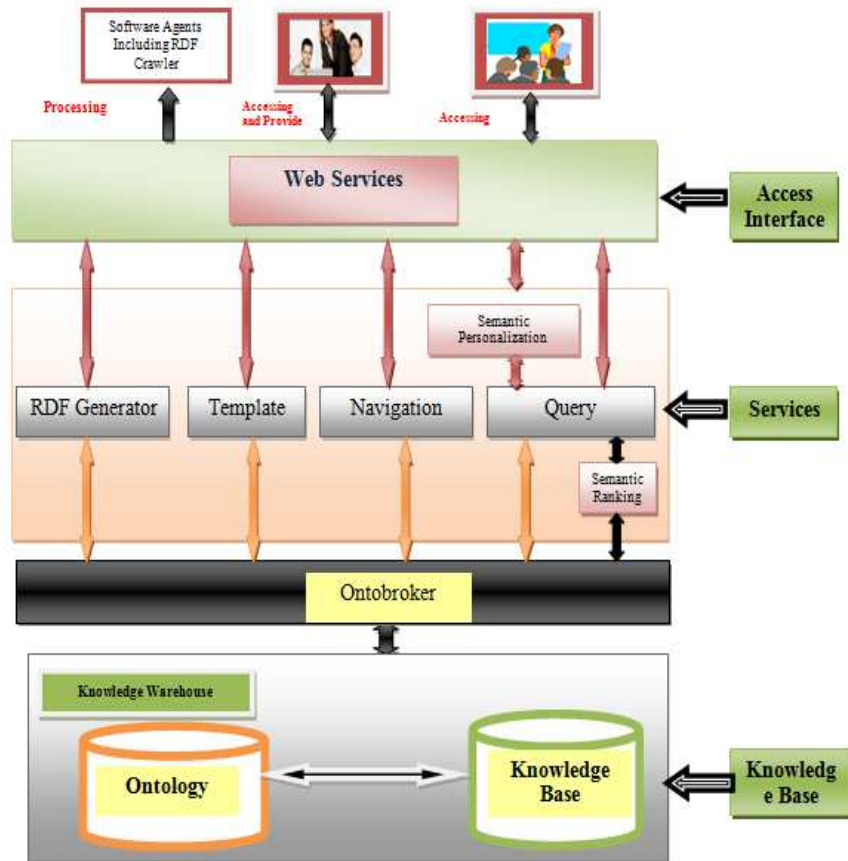 Software Agents
Including RDF
Crawler
Processing
Accessing
and Provide
Accessing
Web Services
Access
Interface
Semantic
Personalization
RDF Generator
Template
Navigation
Query
Services
Semantic
Ranking
Ontobroker
Knowledge Warehouse
Ontology
Knowledge
Base
Knowledg
e Base